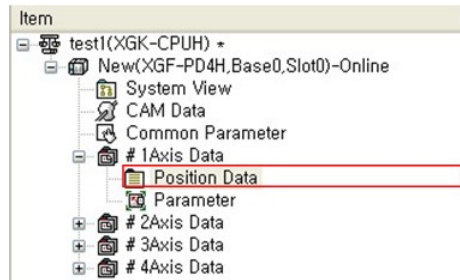 Item
test1(XGK-CPUH) *
New(XGF-PD4H,Base0,Slot0)-Online
System View
CAM Data
Common Parameter
# 1Axis Data
Position Data
Parameter
# 2Axis Data
# 3Axis Data
# 4Axis Data